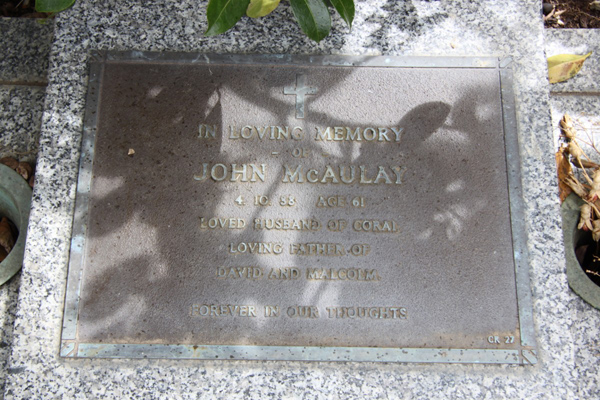 IN LOVING MEMORY
- OF -
JOHN McAULAY
4. 10. 88 AGE 61
LOVED HUSBAND OF CORAL
LOVING FATHER OF
DAVID AND MALCOLM
FOREVER IN OUR THOUGHTS
GR 27